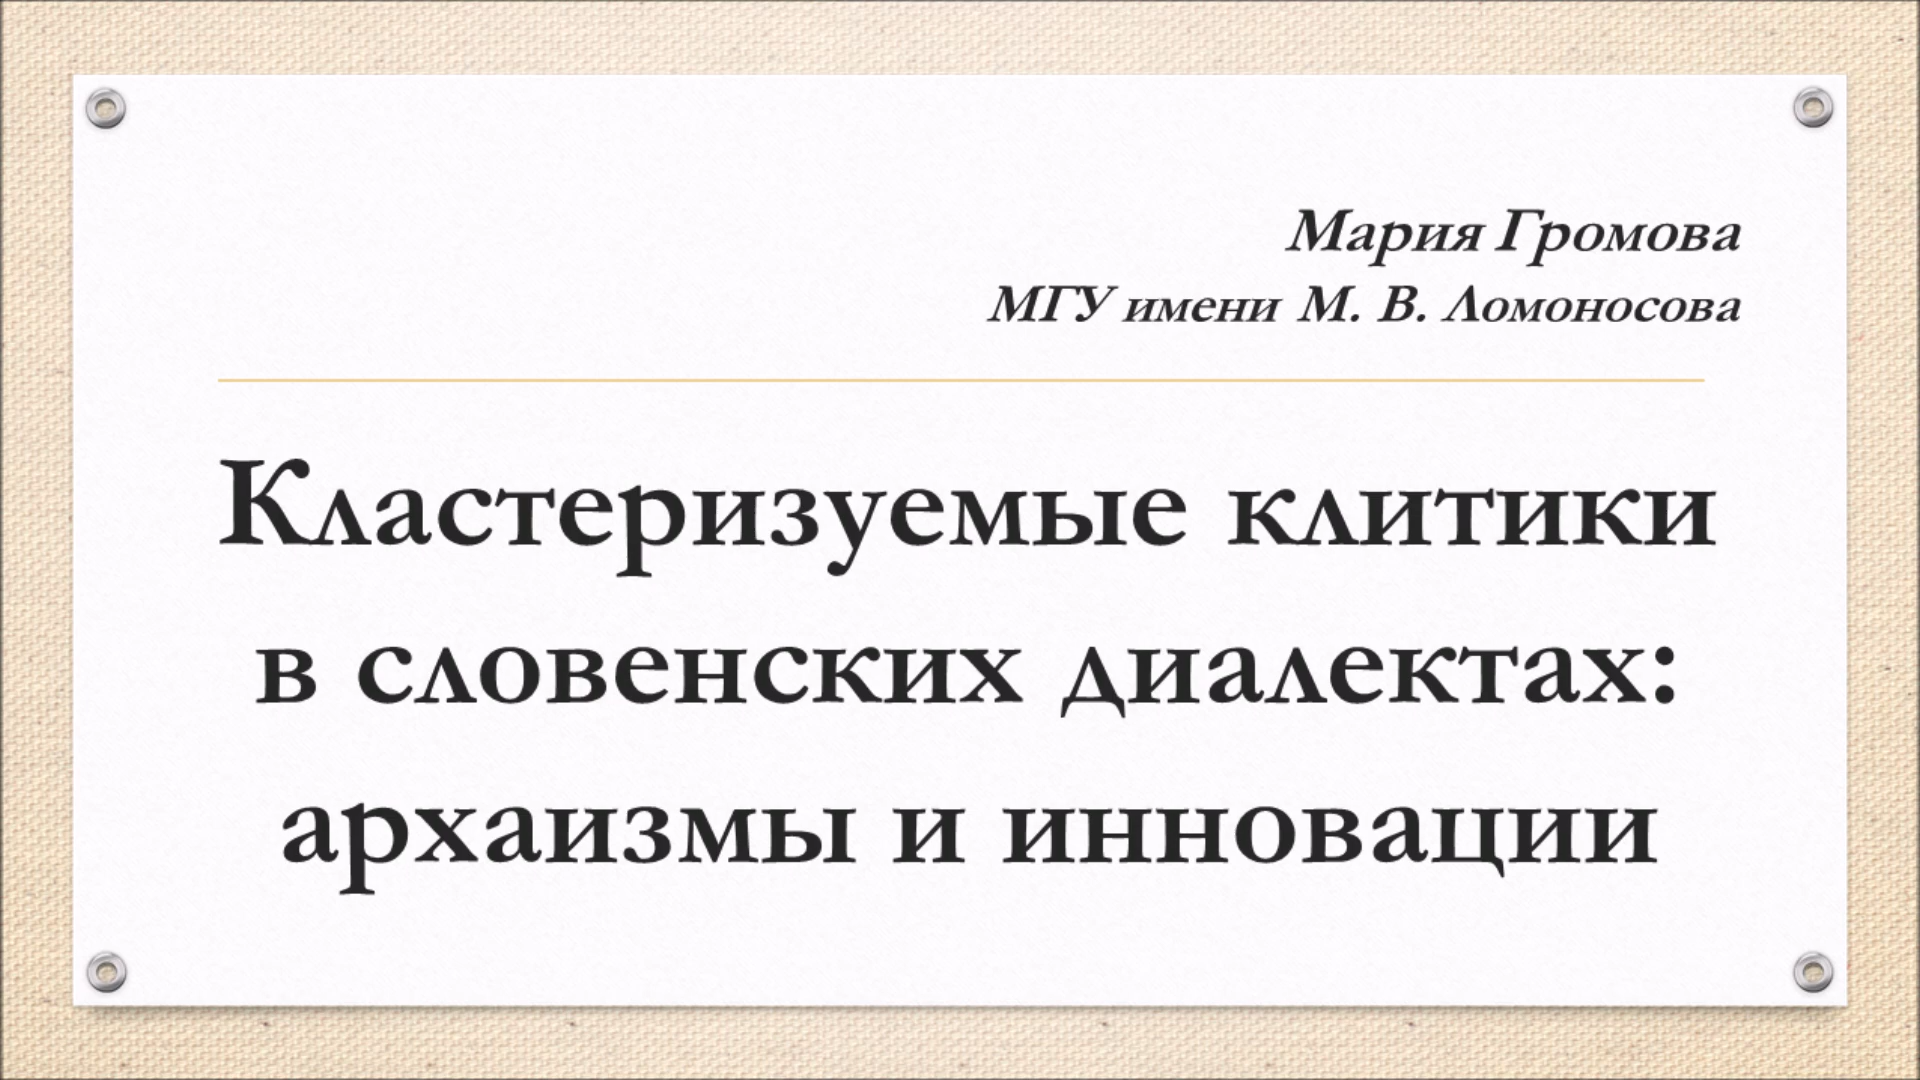 Мария Громова
МГУ имени М. В. Ломоносова
Кластеризуемые клитики
в словенских диалектах:
архаизмы и инновации